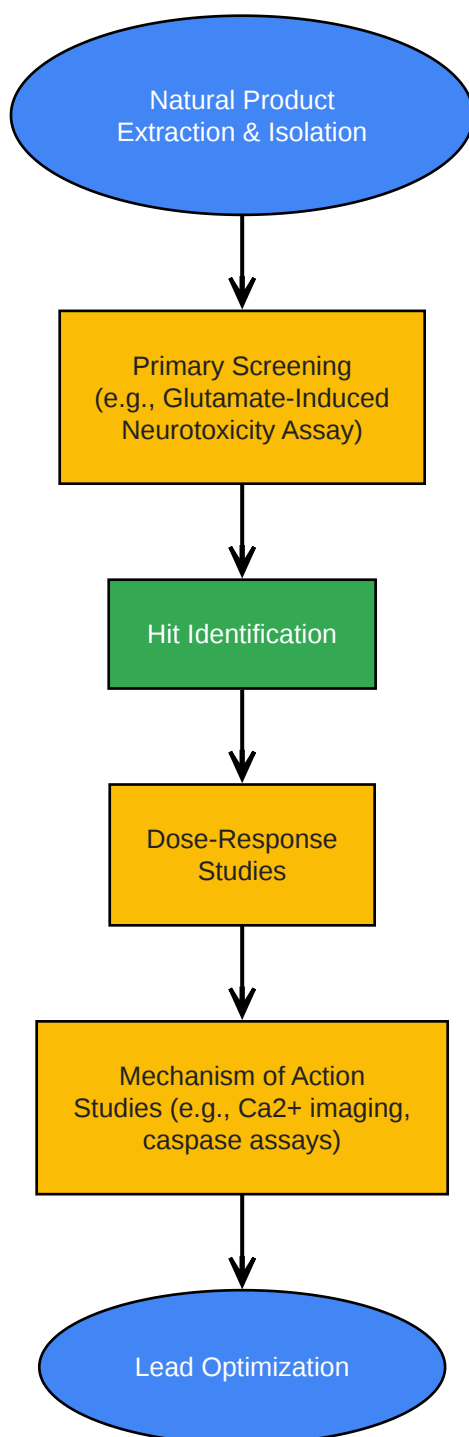 Natural Product
Extraction & Isolation
Primary Screening
(e.g., Glutamate-Induced
Neurotoxicity Assay)
Hit Identification
Dose-Response
Studies
Mechanism of Action
Studies (e.g., Ca2+ imaging,
caspase assays)
Lead Optimization